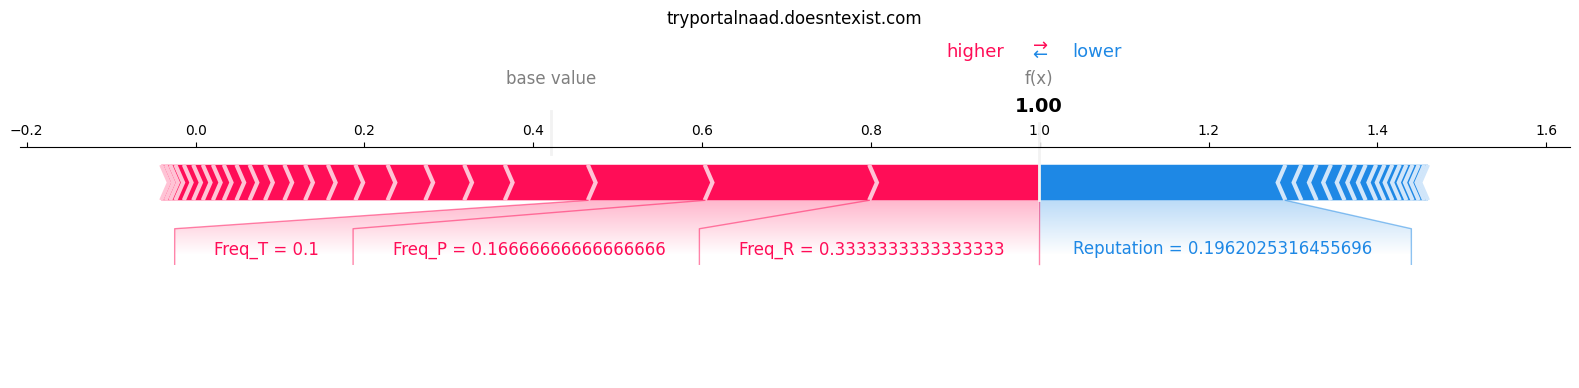 tryportalnaad.doesntexist.com
higher → lower
←
base value f(x)
1.00
−0.2 0.0 0.2 0.4 0.6 0.8 1.0 1.2 1.4 1.6
Freq_T = 0.1 Freq_P = 0.16666666666666666 Freq_R = 0.3333333333333333 Reputation = 0.1962025316455696